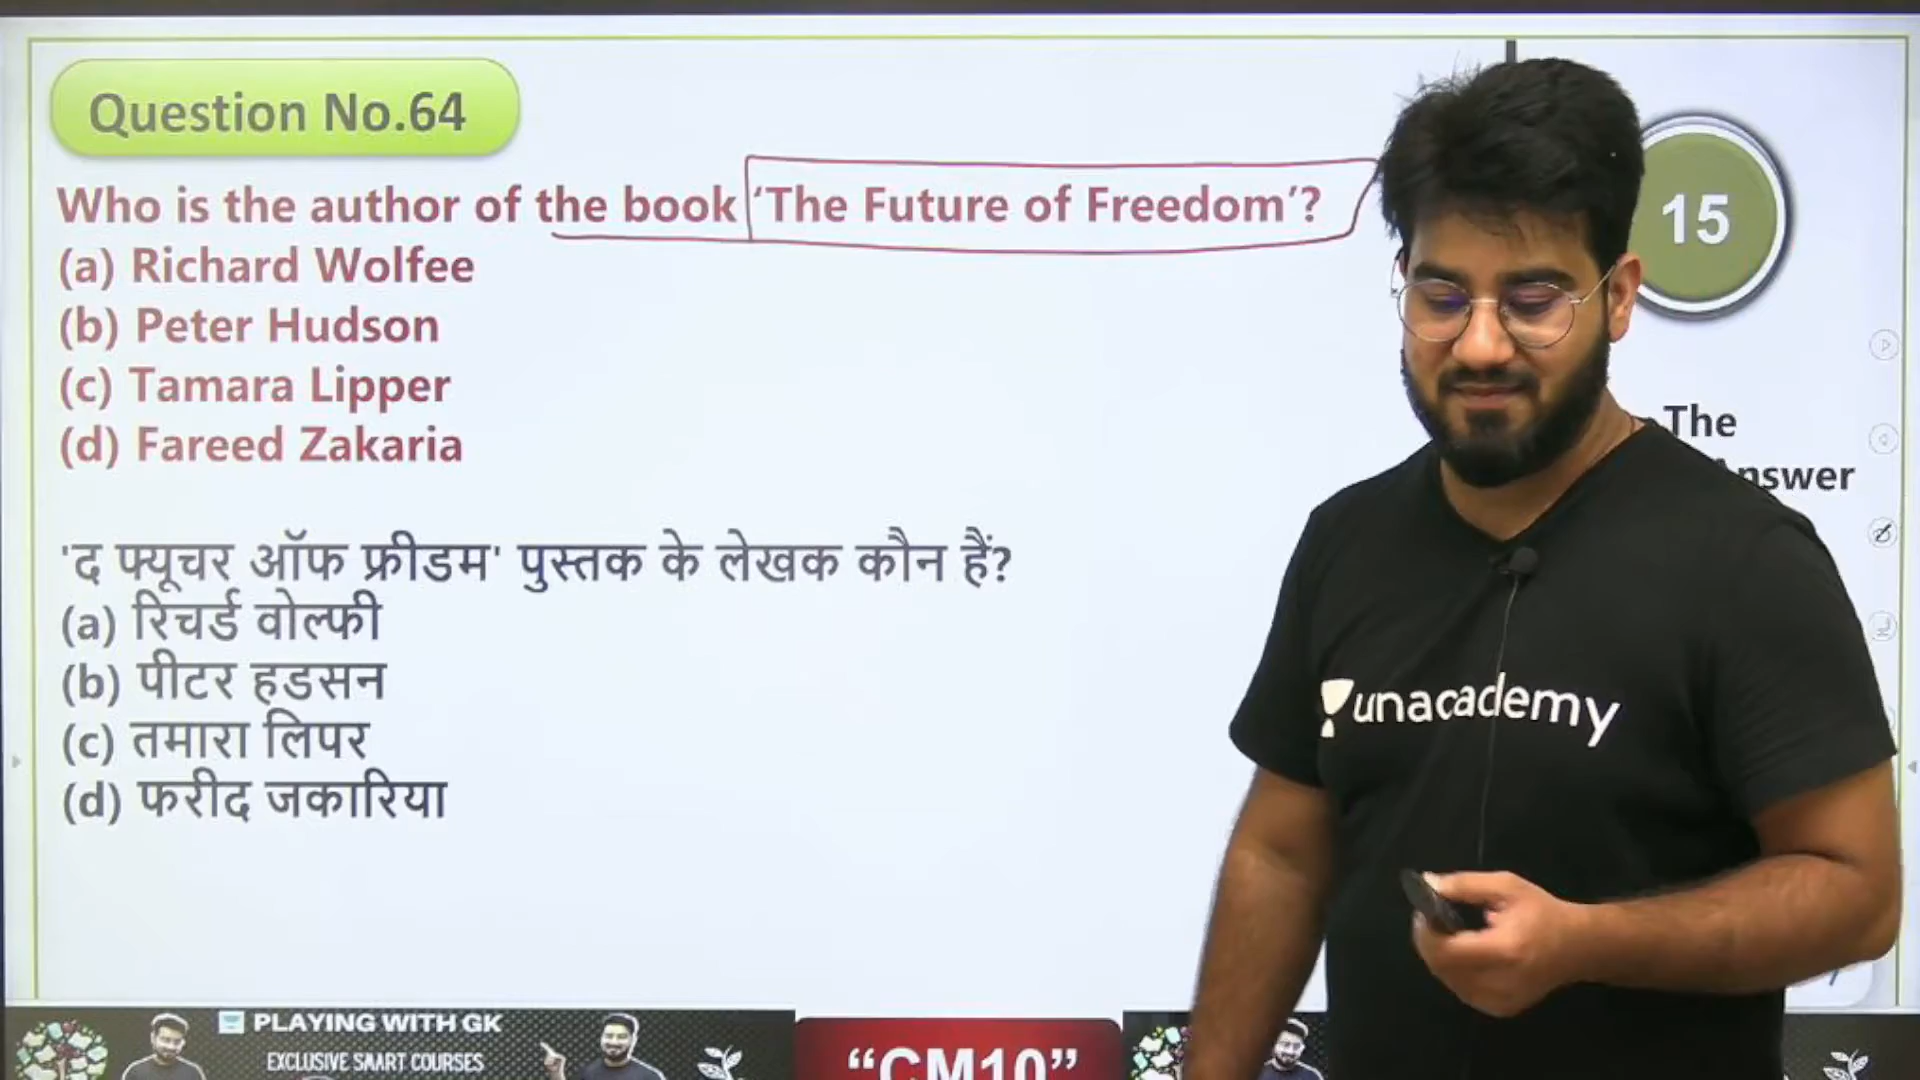 Question No.64
Who is the author of the book ‘The Future of Freedom’?
(a) Richard Wolfee
(b) Peter Hudson
(c) Tamara Lipper
(d) Fareed Zakaria
'द फ्यूचर ऑफ फ्रीडम' पुस्तक के लेखक कौन हैं?
(a) रिचर्ड वोल्फी
(b) पीटर हडसन
(c) तमारा लिपर
(d) फरीद जकारिया
15
The
Answer
unacademy
PLAYING WITH GK
EXCLUSIVE SMART COURSES
“CM10”